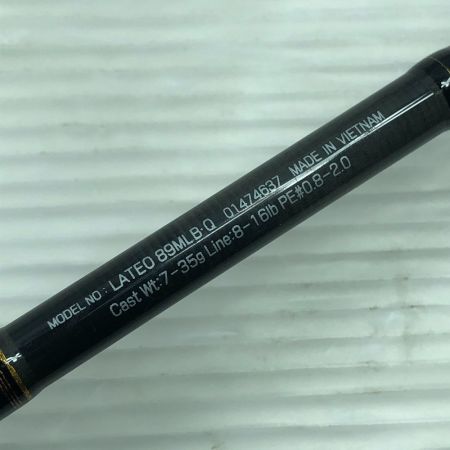 MODEL NO : LATEO 89MLB·Q 01474637 MADE IN VIETNAM
Cast Wt:7-35g Line:8-16lb PE#0.8-2.0